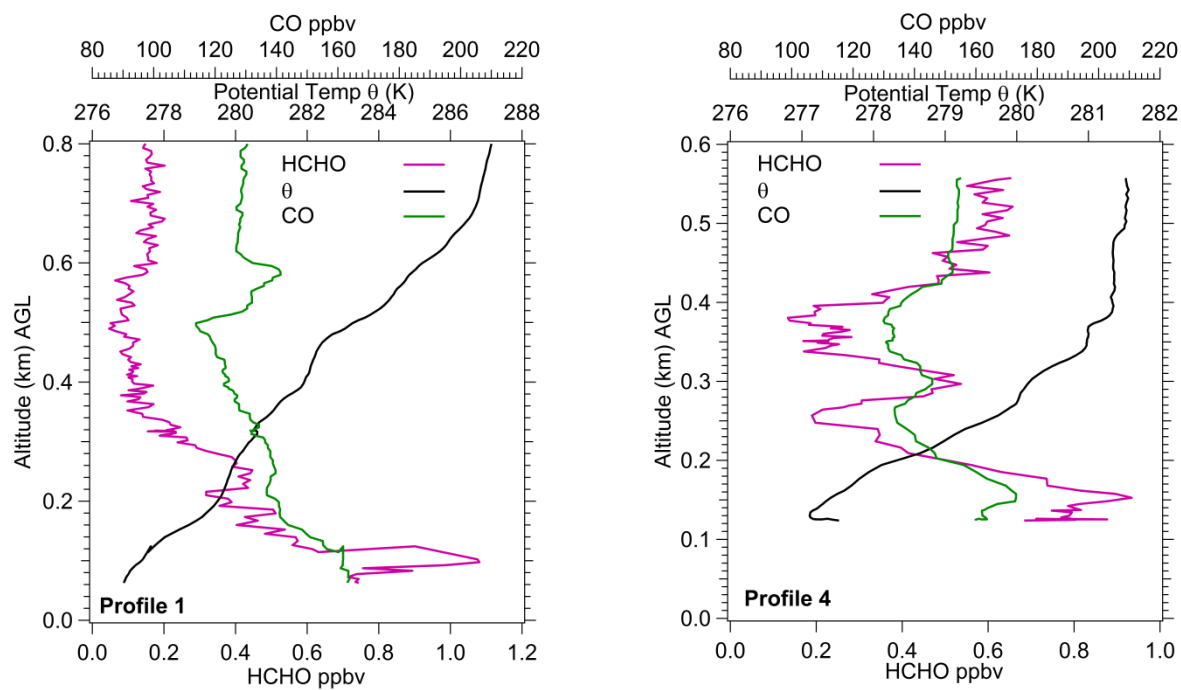 CO ppbv
80 100 120 140 160 180 200 220
Potential Temp θ (K)
276 278 280 282 284 286 288
0.8
0.6
0.4
0.2
0.0
Altitude (km) AGL
HCHO
θ
CO
Profile 1
0.0 0.2 0.4 0.6 0.8 1.0 1.2
HCHO ppbv
CO ppbv
80 100 120 140 160 180 200 220
Potential Temp θ (K)
276 277 278 279 280 281 282
0.6
0.5
0.4
0.3
0.2
0.1
0.0
Altitude (km) AGL
HCHO
θ
CO
Profile 4
0.0 0.2 0.4 0.6 0.8 1.0
HCHO ppbv